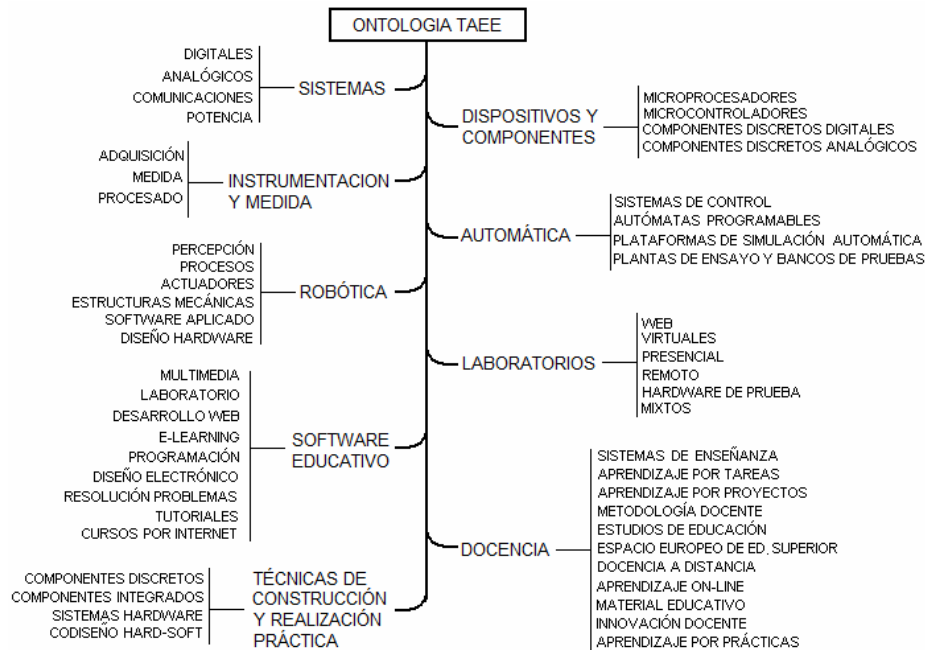 ONTOLOGIA TAEE
DIGITALES
ANALÓGICOS
COMUNICACIONES
POTENCIA
SISTEMAS
DISPOSITIVOS Y
COMPONENTES
MICROPROCESADORES
MICROCONTROLADORES
COMPONENTES DISCRETOS DIGITALES
COMPONENTES DISCRETOS ANALÓGICOS
ADQUISICIÓN
MEDIDA
PROCESADO
INSTRUMENTACION
Y MEDIDA
AUTOMÁTICA
SISTEMAS DE CONTROL
AUTÓMATAS PROGRAMABLES
PLATAFORMAS DE SIMULACIÓN AUTOMÁTICA
PLANTAS DE ENSAYO Y BANCOS DE PRUEBAS
PERCEPCIÓN
PROCESOS
ACTUADORES
ESTRUCTURAS MECÁNICAS
SOFTWARE APLICADO
DISEÑO HARDWARE
ROBÓTICA
LABORATORIOS
WEB
VIRTUALES
PRESENCIAL
REMOTO
HARDWARE DE PRUEBA
MIXTOS
MULTIMEDIA
LABORATORIO
DESARROLLO WEB
E-LEARNING
PROGRAMACIÓN
DISEÑO ELECTRÓNICO
RESOLUCIÓN PROBLEMAS
TUTORIALES
CURSOS POR INTERNET
SOFTWARE
EDUCATIVO
DOCENCIA
SISTEMAS DE ENSEÑANZA
APRENDIZAJE POR TAREAS
APRENDIZAJE POR PROYECTOS
METODOLOGÍA DOCENTE
ESTUDIOS DE EDUCACIÓN
ESPACIO EUROPEO DE ED. SUPERIOR
DOCENCIA A DISTANCIA
APRENDIZAJE ON-LINE
MATERIAL EDUCATIVO
INNOVACIÓN DOCENTE
APRENDIZAJE POR PRÁCTICAS
COMPONENTES DISCRETOS
COMPONENTES INTEGRADOS
SISTEMAS HARDWARE
CODISEÑO HARD-SOFT
TÉCNICAS DE
CONSTRUCCIÓN
Y REALIZACIÓN
PRÁCTICA